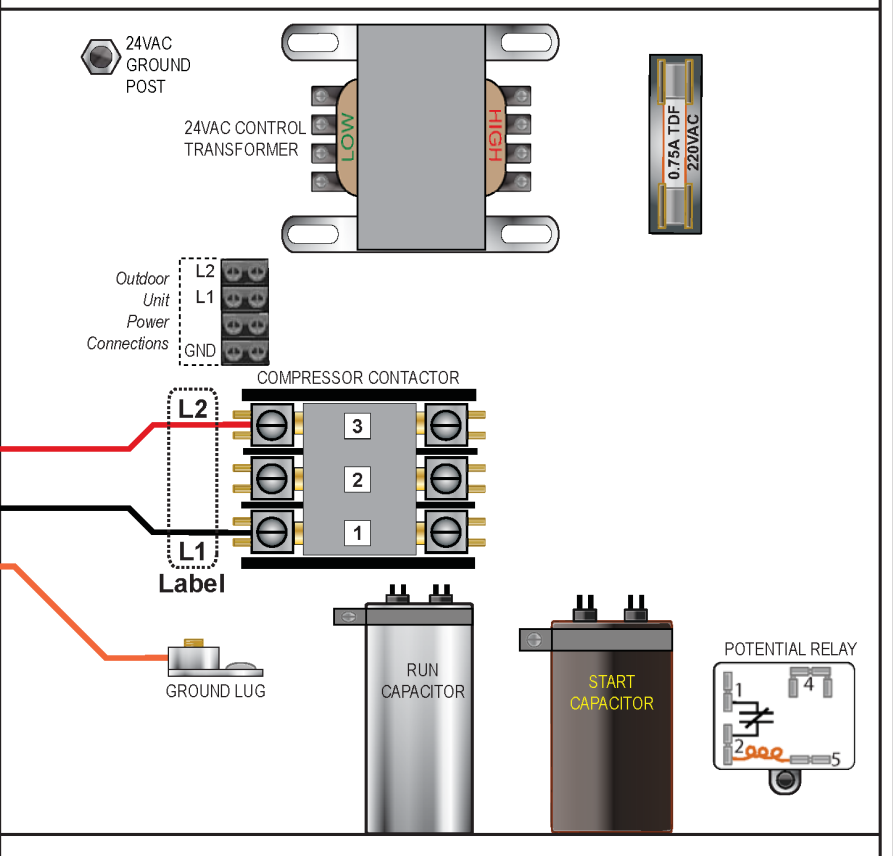 24VAC
GROUND
POST
24VAC CONTROL
TRANSFORMER
LOW
HIGH
0.75A TDF
220VAC
Outdoor
Unit
Power
Connections
L2
L1
GND
COMPRESSOR CONTACTOR
L2
3
2
1
L1
Label
GROUND LUG
RUN
CAPACITOR
START
CAPACITOR
POTENTIAL RELAY
1
4
2
5